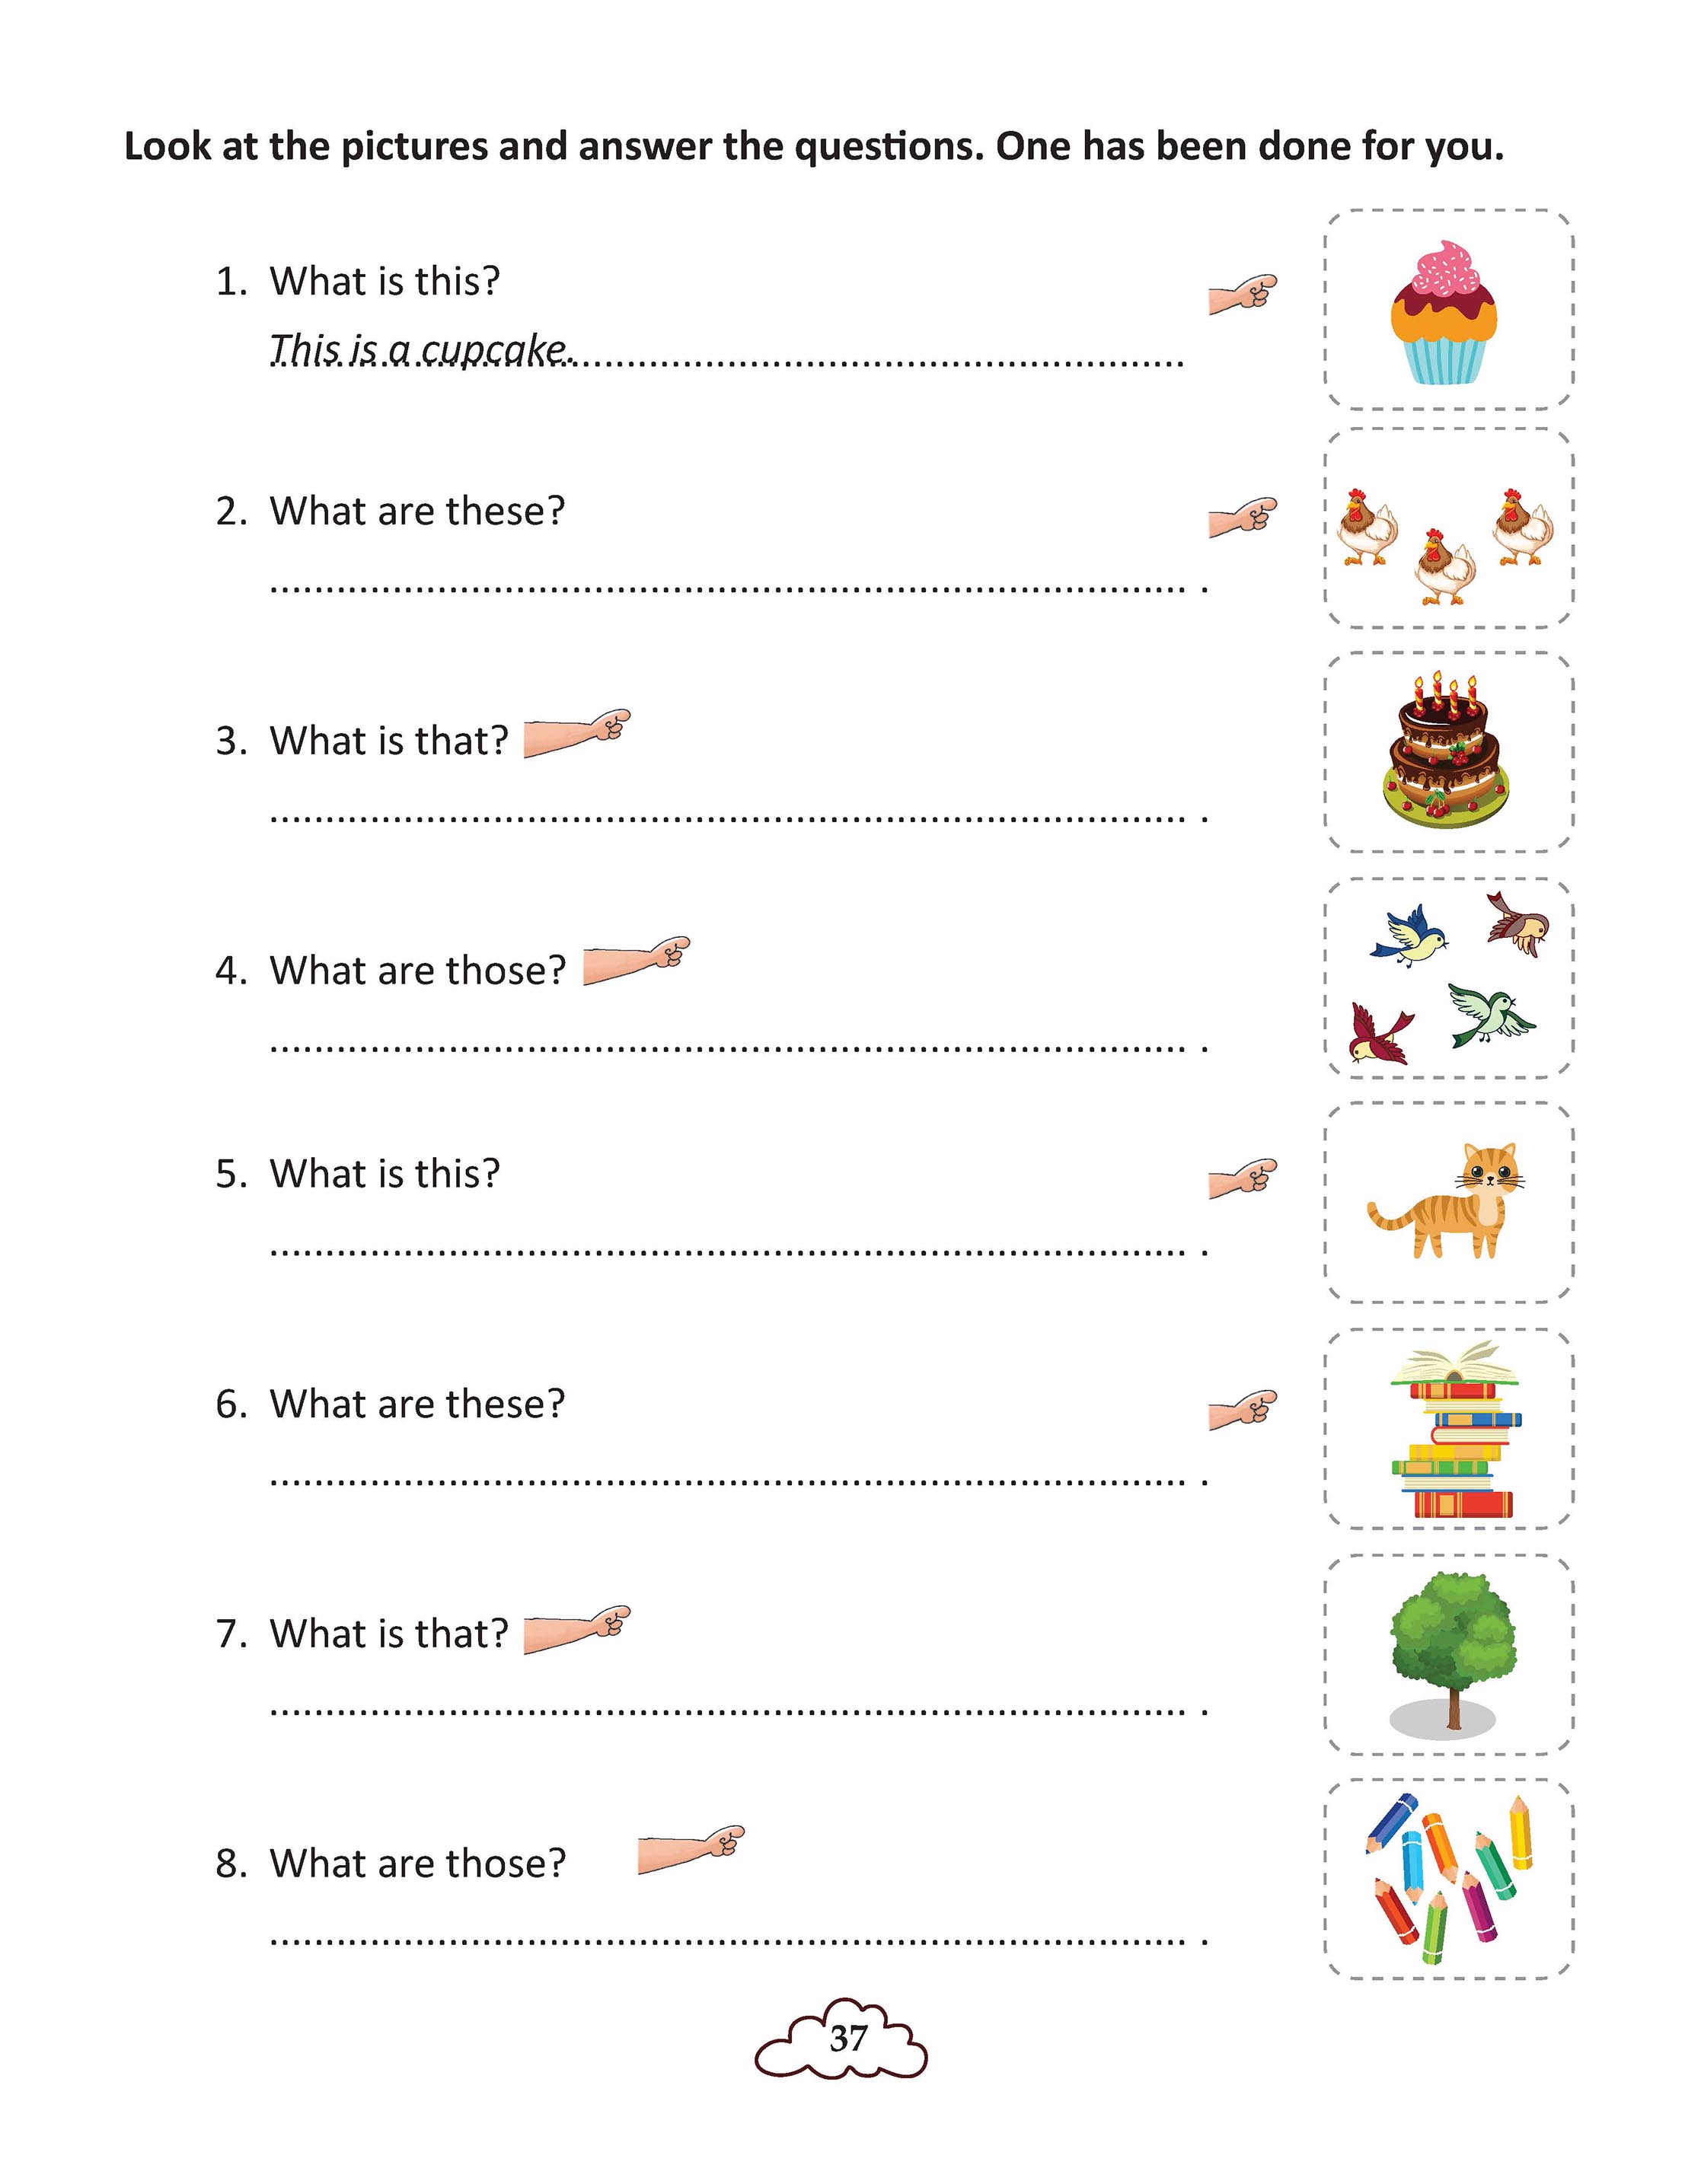 Look at the pictures and answer the questions. One has been done for you.
1. What is this?
This is a cupcake.
2. What are these?
.................................................................................... .
3. What is that?
.................................................................................... .
4. What are those?
.................................................................................... .
5. What is this?
.................................................................................... .
6. What are these?
.................................................................................... .
7. What is that?
.................................................................................... .
8. What are those?
.................................................................................... .
37